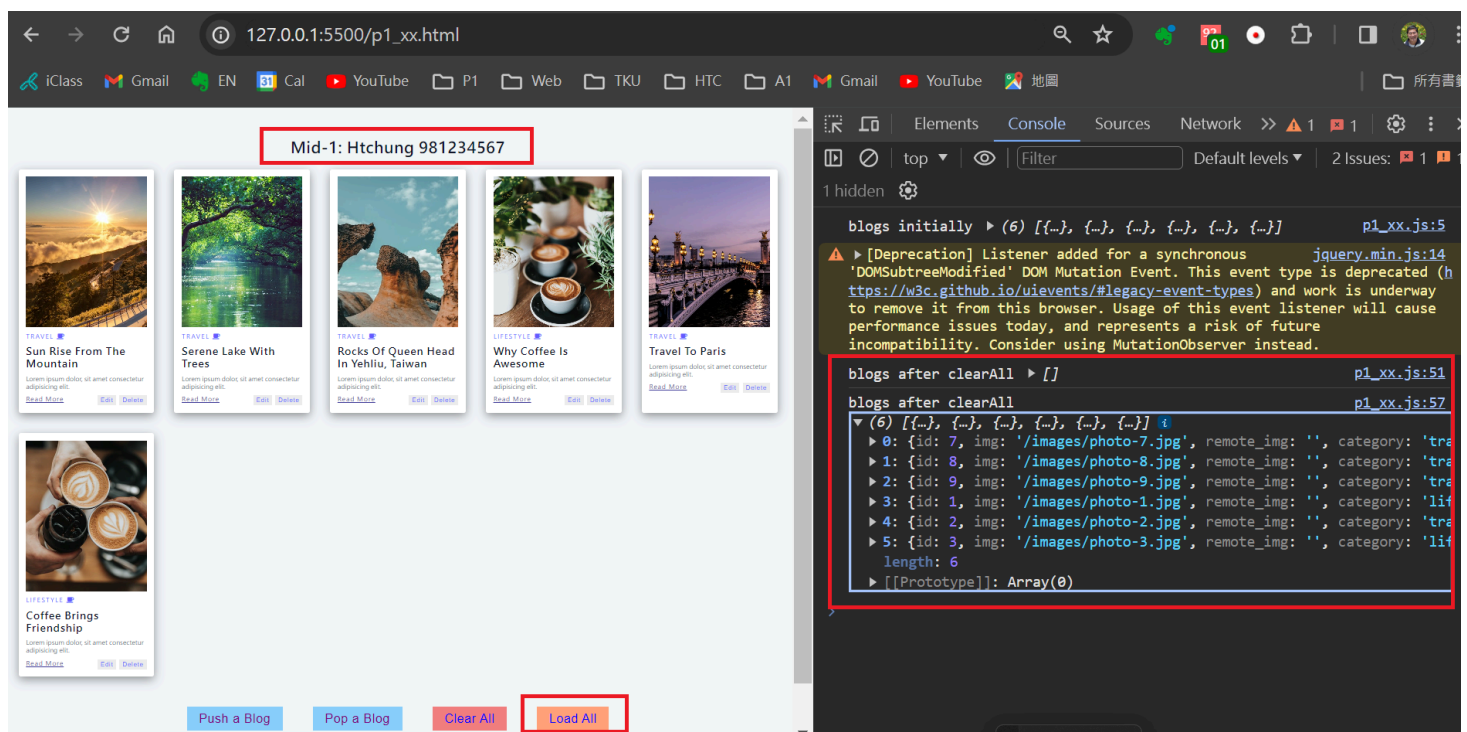 127.0.0.1:5500/p1_xx.html
01
iClass Gmail EN Cal YouTube P1 Web TKU HTC A1 Gmail YouTube 地圖 所有書籤
31
Mid-1: Htchung 981234567
TRAVEL
Sun Rise From The
Mountain
Lorem ipsum dolor, sit amet consectetur
adipisicing elit.
Read More Edit Delete
TRAVEL
Serene Lake With
Trees
Lorem ipsum dolor, sit amet consectetur
adipisicing elit.
Read More Edit Delete
TRAVEL
Rocks Of Queen Head
In Yehliu, Taiwan
Lorem ipsum dolor, sit amet consectetur
adipisicing elit.
Read More Edit Delete
LIFESTYLE
Why Coffee Is
Awesome
Lorem ipsum dolor, sit amet consectetur
adipisicing elit.
Read More Edit Delete
TRAVEL
Travel To Paris
Lorem ipsum dolor, sit amet consectetur
adipisicing elit.
Read More Edit Delete
LIFESTYLE
Coffee Brings
Friendship
Lorem ipsum dolor, sit amet consectetur
adipisicing elit.
Read More Edit Delete
Push a Blog Pop a Blog Clear All Load All
Elements Console Sources Network 1 1
top Filter Default levels 2 Issues: 1 1
1 hidden
blogs initially (6) [{…}, {…}, {…}, {…}, {…}, {…}] p1_xx.js:5
[Deprecation] Listener added for a synchronous jquery.min.js:14
'DOMSubtreeModified' DOM Mutation Event. This event type is deprecated (h
ttps://w3c.github.io/uievents/#legacy-event-types) and work is underway
to remove it from this browser. Usage of this event listener will cause
performance issues today, and represents a risk of future
incompatibility. Consider using MutationObserver instead.
blogs after clearAll [] p1_xx.js:51
blogs after clearAll p1_xx.js:57
(6) [{…}, {…}, {…}, {…}, {…}, {…}] i
0: {id: 7, img: '/images/photo-7.jpg', remote_img: '', category: 'tra
1: {id: 8, img: '/images/photo-8.jpg', remote_img: '', category: 'tra
2: {id: 9, img: '/images/photo-9.jpg', remote_img: '', category: 'tra
3: {id: 1, img: '/images/photo-1.jpg', remote_img: '', category: 'lif
4: {id: 2, img: '/images/photo-2.jpg', remote_img: '', category: 'tra
5: {id: 3, img: '/images/photo-3.jpg', remote_img: '', category: 'lif
length: 6
[[Prototype]]: Array(0)